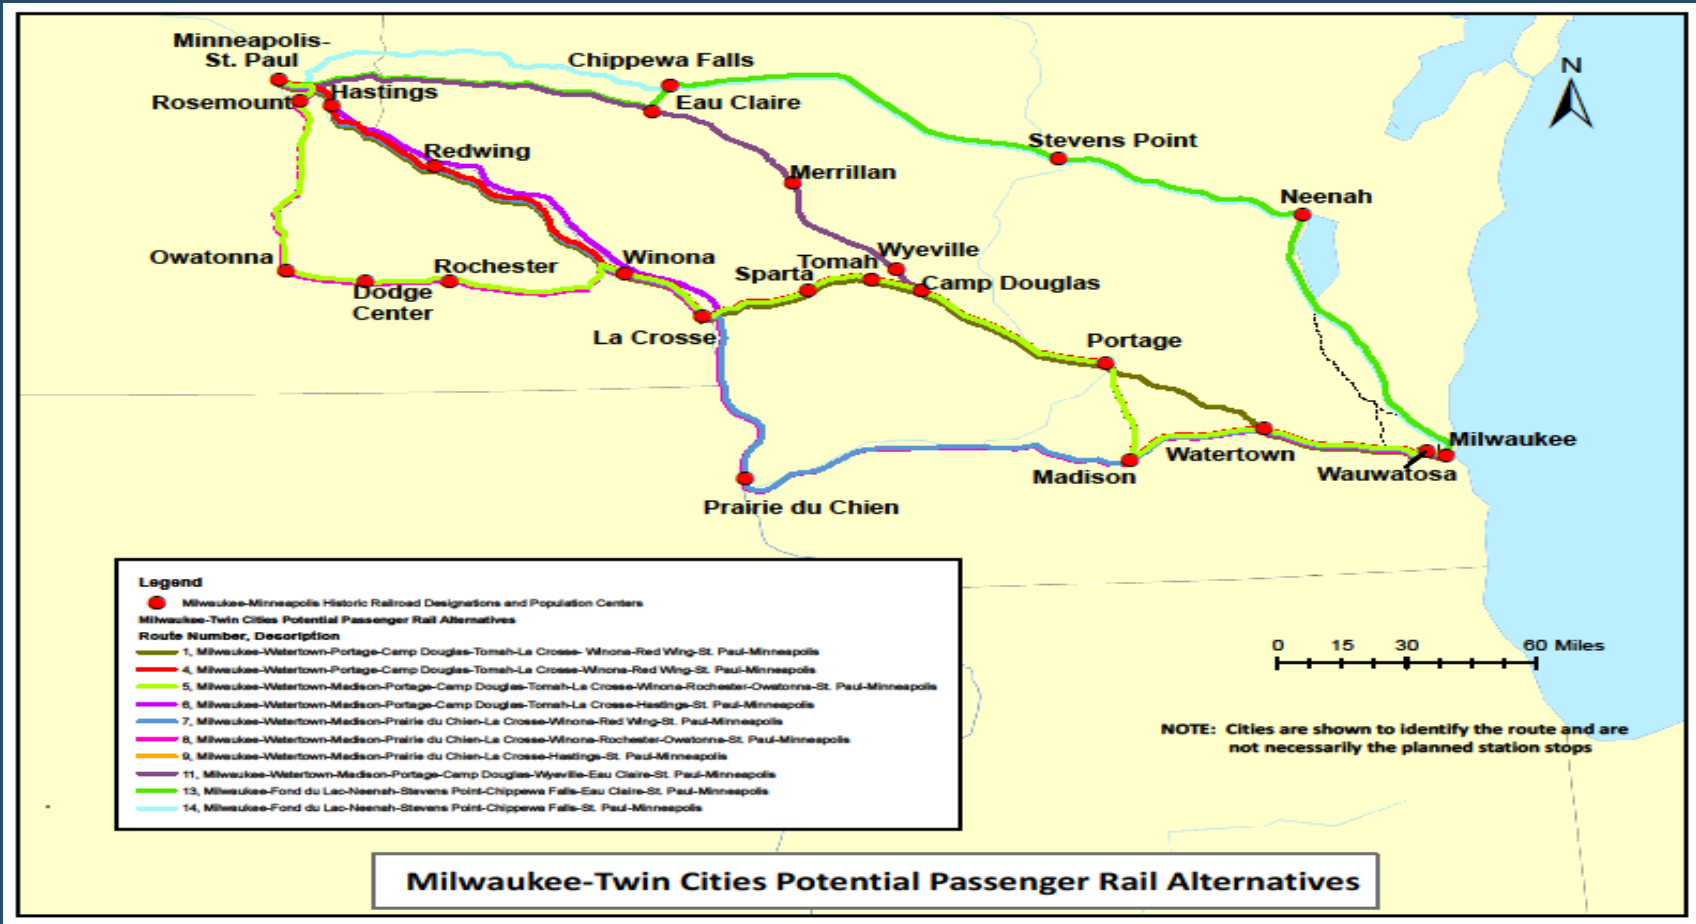 Minneapolis-
St. Paul
Chippewa Falls
N
Rosemount
Hastings
Eau Claire
Redwing
Stevens Point
Merrillan
Neenah
Owatonna
Rochester
Winona
Wyeville
Tomah
Sparta
Camp Douglas
Dodge
Center
La Crosse
Portage
Milwaukee
Watertown
Wauwatosa
Madison
Prairie du Chien
Legend
Milwaukee-Minneapolis Historic Railroad Designations and Population Centers
Milwaukee-Twin Cities Potential Passenger Rail Alternatives
Route Number, Description
1, Milwaukee-Watertown-Portage-Camp Douglas-Tomah-La Crosse- Winona-Red Wing-St. Paul-Minneapolis
4, Milwaukee-Watertown-Portage-Camp Douglas-Tomah-La Crosse-Winona-Red Wing-St. Paul-Minneapolis
5, Milwaukee-Watertown-Madison-Portage-Camp Douglas-Tomah-La Crosse-Winona-Rochester-Owatonna-St. Paul-Minneapolis
6, Milwaukee-Watertown-Madison-Portage-Camp Douglas-Tomah-La Crosse-Hastings-St. Paul-Minneapolis
7, Milwaukee-Watertown-Madison-Prairie du Chien-La Crosse-Winona-Red Wing-St. Paul-Minneapolis
8, Milwaukee-Watertown-Madison-Prairie du Chien-La Crosse-Winona-Rochester-Owatonna-St. Paul-Minneapolis
9, Milwaukee-Watertown-Madison-Prairie du Chien-La Crosse-Hastings-St. Paul-Minneapolis
11, Milwaukee-Watertown-Madison-Portage-Camp Douglas-Wyeville-Eau Claire-St. Paul-Minneapolis
13, Milwaukee-Fond du Lac-Neenah-Stevens Point-Chippewa Falls-Eau Claire-St. Paul-Minneapolis
14, Milwaukee-Fond du Lac-Neenah-Stevens Point-Chippewa Falls-St. Paul-Minneapolis
0 15 30 60 Miles
NOTE: Cities are shown to identify the route and are
not necessarily the planned station stops
Milwaukee-Twin Cities Potential Passenger Rail Alternatives